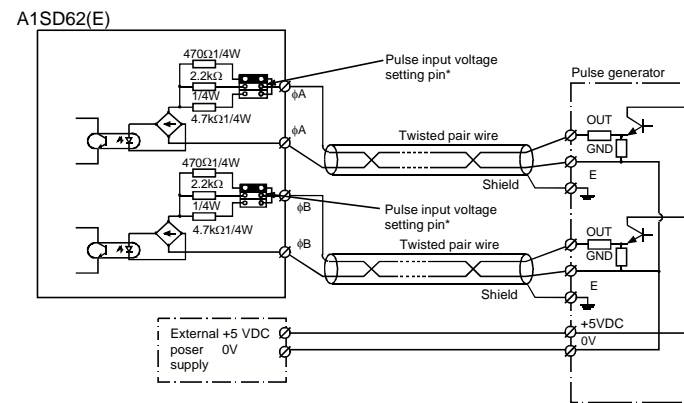 A1SD62(E)
470Ω1/4W
2.2kΩ
1/4W
4.7kΩ1/4W
ϕA
ϕA
Pulse input voltage
setting pin*
Twisted pair wire
Shield
Pulse generator
OUT
GND
E
470Ω1/4W
2.2kΩ
1/4W
4.7kΩ1/4W
ϕB
ϕB
Pulse input voltage
setting pin*
Twisted pair wire
Shield
OUT
GND
E
External +5 VDC
poser 0V
supply
+5VDC
0V